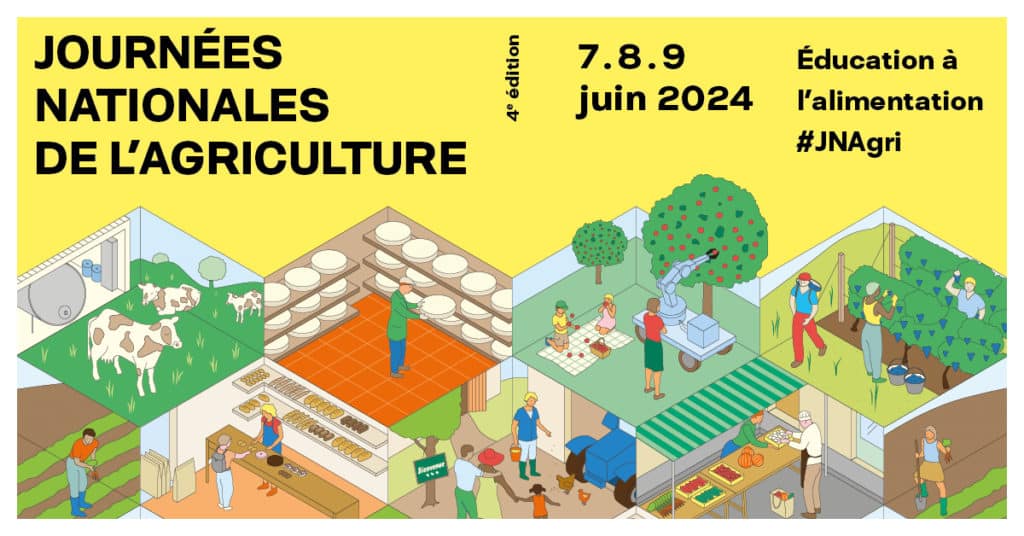 JOURNÉES
NATIONALES
DE L'AGRICULTURE
4e édition
7.8.9
juin 2024
Éducation à
l'alimentation
#JNAgri
Bienvenue